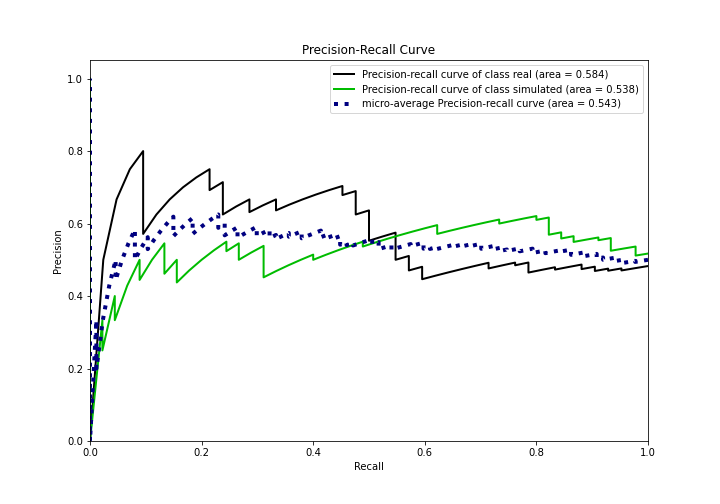 Precision-Recall Curve
Precision-recall curve of class real (area = 0.584)
Precision-recall curve of class simulated (area = 0.538)
micro-average Precision-recall curve (area = 0.543)
Precision
1.0
0.8
0.6
0.4
0.2
0.0
0.0 0.2 0.4 0.6 0.8 1.0
Recall